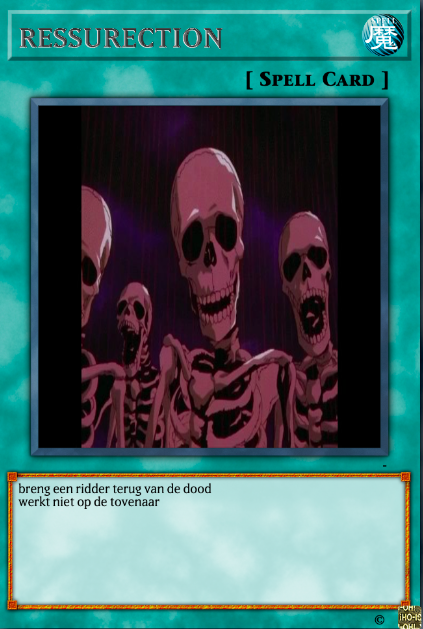 RESSURECTION
魔
[ SPELL CARD ]
-
breng een ridder terug van de dood
werkt niet op de tovenaar
©